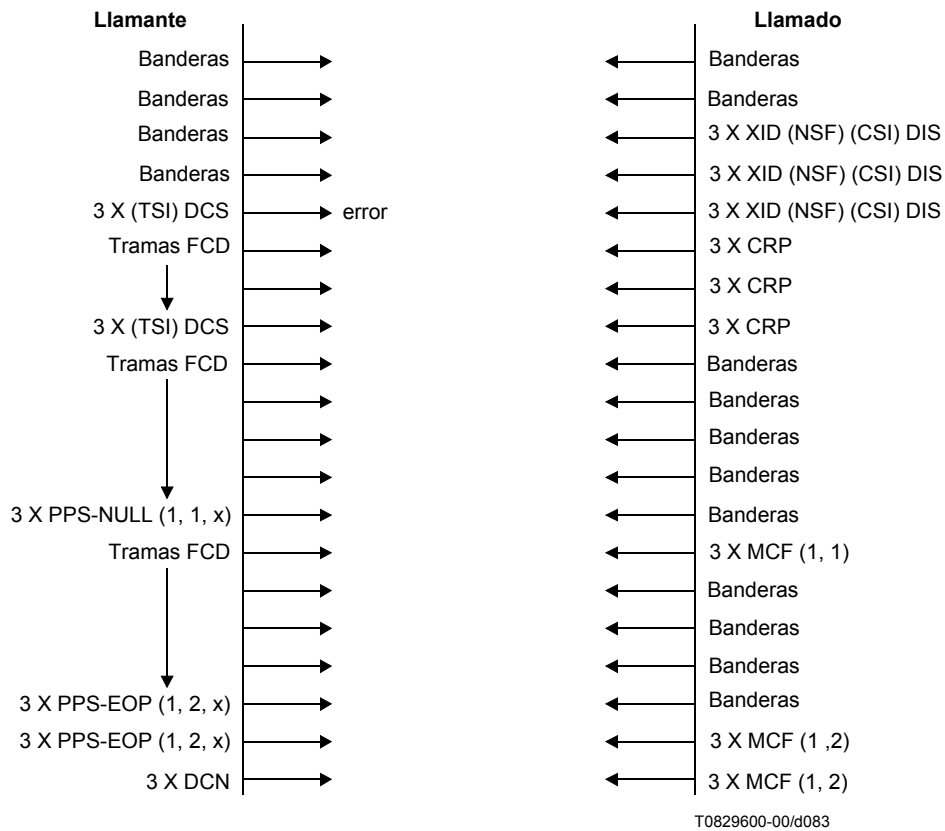 Llamante Llamado
Banderas Banderas
Banderas Banderas
Banderas 3 X XID (NSF) (CSI) DIS
Banderas 3 X XID (NSF) (CSI) DIS
3 X (TSI) DCS error 3 X XID (NSF) (CSI) DIS
Tramas FCD 3 X CRP
3 X CRP
3 X (TSI) DCS 3 X CRP
Tramas FCD Banderas
Banderas
Banderas
Banderas
3 X PPS-NULL (1, 1, x) Banderas
Tramas FCD 3 X MCF (1, 1)
Banderas
Banderas
Banderas
3 X PPS-EOP (1, 2, x) Banderas
3 X PPS-EOP (1, 2, x) 3 X MCF (1 ,2)
3 X DCN 3 X MCF (1, 2)
T0829600-00/d083